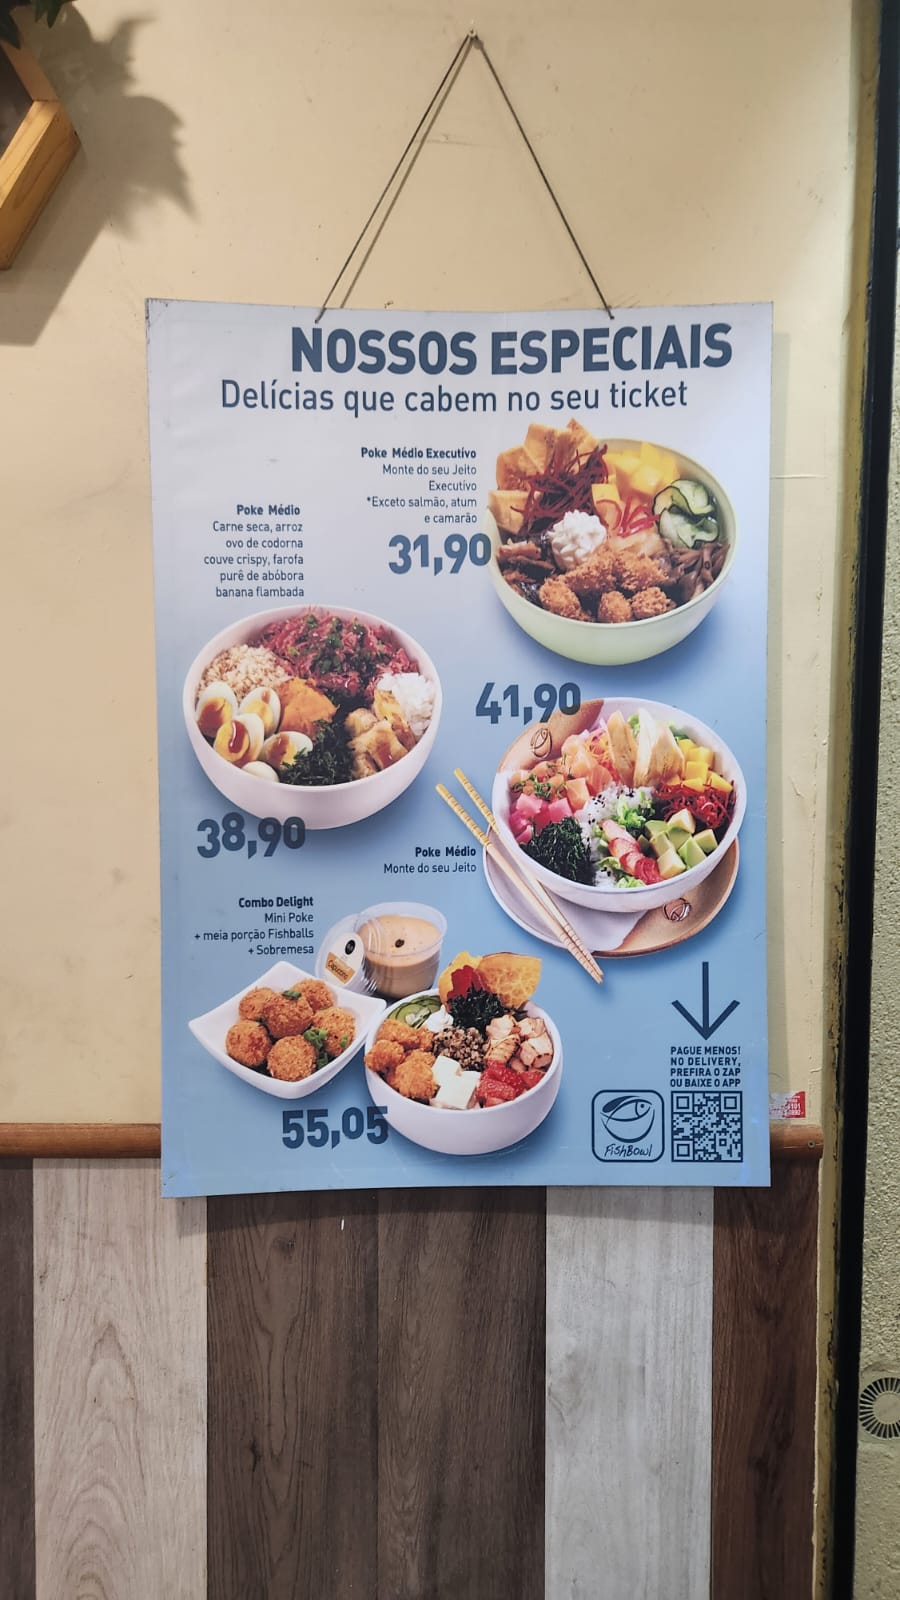 NOSSOS ESPECIAIS
Delícias que cabem no seu ticket
Poke Médio Executivo
Monte do seu Jeito
Executivo
*Exceto salmão, atum
e camarão
31,90
Poke Médio
Carne seca, arroz
ovo de codorna
couve crispy, farofa
purê de abóbora
banana flambada
38,90
41,90
Poke Médio
Monte do seu Jeito
Combo Delight
Mini Poke
+ meia porção Fishballs
+ Sobremesa
Capuccino
55,05
PAGUE MENOS!
NO DELIVERY,
PREFIRA O ZAP
OU BAIXE O APP
FiSHBOWl